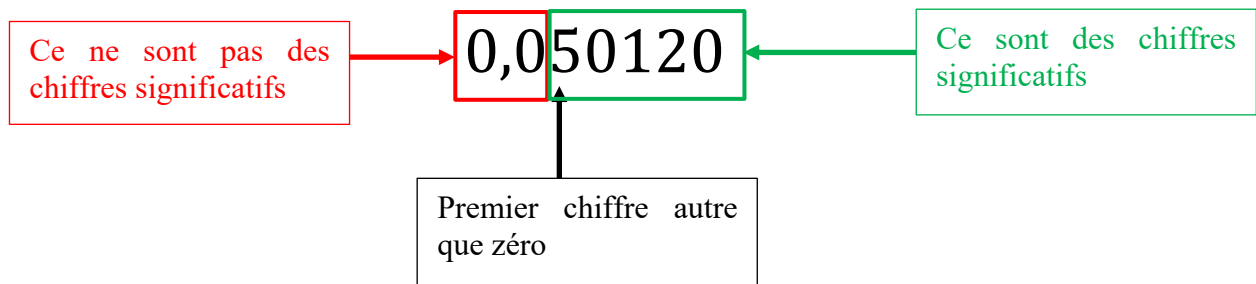 Ce ne sont pas des
chiffres significatifs
0,050120
Ce sont des chiffres
significatifs
Premier chiffre autre
que zéro